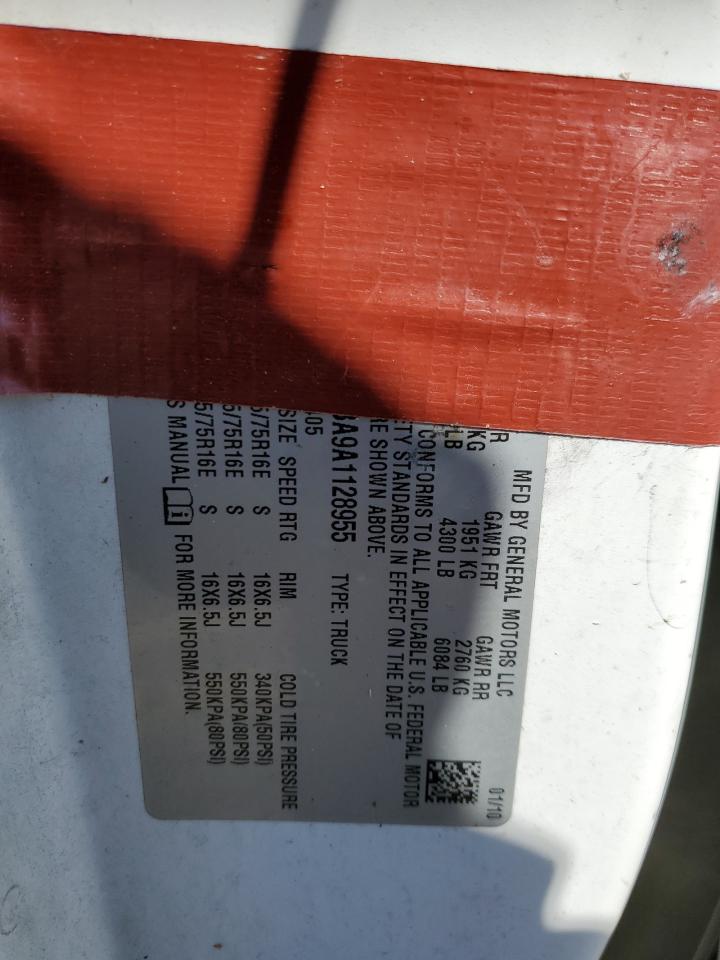 MFD BY GENERAL MOTORS LLC 01/10
GAWR FRT GAWR RR
KG 1951 KG 2760 KG
LB 4300 LB 6084 LB
CONFORMS TO ALL APPLICABLE U.S. FEDERAL MOTOR
ETY STANDARDS IN EFFECT ON THE DATE OF
RE SHOWN ABOVE.
A9A1128955 TYPE: TRUCK
05
SIZE SPEED RTG RIM COLD TIRE PRESSURE
5/75R16E S 16X6.5J 340KPA(50PSI)
5/75R16E S 16X6.5J 550KPA(80PSI)
5/75R16E S 16X6.5J 550KPA(80PSI)
S MANUAL FOR MORE INFORMATION.